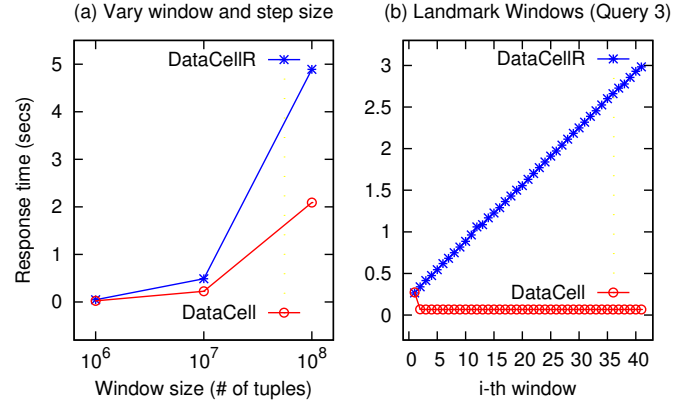 (a) Vary window and step size
Response time (secs)
5
4
3
2
1
0
DataCellR
DataCell
10^6
10^7
10^8
Window size (# of tuples)
(b) Landmark Windows (Query 3)
3
2.5
2
1.5
1
0.5
0
DataCellR
DataCell
0 5 10 15 20 25 30 35 40
i-th window